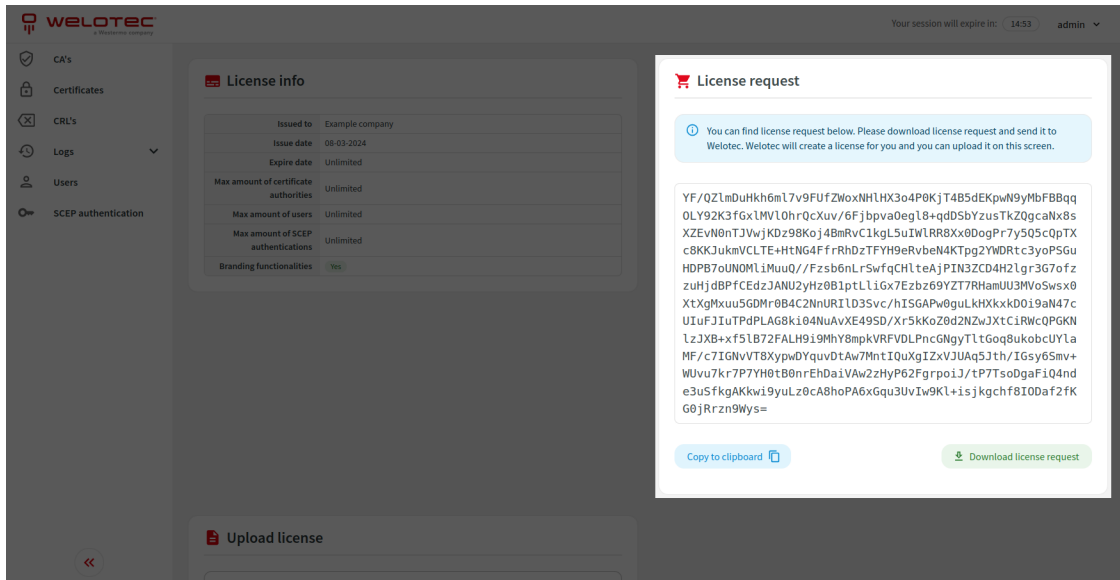 WELOTEC
a Westermo company
Your session will expire in: 14:53 admin
CA's
Certificates
CRL's
Logs
Users
SCEP authentication
License info
Issued to Example company
Issue date 08-03-2024
Expire date Unlimited
Max amount of certificate
authorities Unlimited
Max amount of users Unlimited
Max amount of SCEP
authentications Unlimited
Branding functionalities Yes
Upload license
License request
You can find license request below. Please download license request and send it to
Welotec. Welotec will create a license for you and you can upload it on this screen.
YF/QZlmDuHkh6ml7v9FUfZWoxNHlHX3o4P0KjT4B5dEKpwN9yMbFBBqq
OLY92K3fGxlMVlOhrQcXuv/6FjbpvaOegl8+qdDSbYzusTkZQgcaNx8s
XZEvN0nTJVwjKDz98Koj4BmRvC1kgL5uIWlRR8Xx0DogPr7y5Q5cQpTX
c8KKJukmVCLTE+HtNG4FfrRhDzTFYH9eRvbeN4KTpg2YWDRtc3yoPSGu
HDPB7oUNOMliMuuQ//Fzsb6nLrSwfqCHlteAjPIN3ZCD4H2lgr3G7ofz
zuHjdBPfCEdzJANU2yHz0B1ptLliGx7Ezbz69YZT7RHamUU3MVoSwsx0
XtXgMxuu5GDMr0B4C2NnURIlD3Svc/hISGAPw0guLkHXkxkDOi9aN47c
UIuFJIuTPdPLAG8ki04NuAvXE49SD/Xr5kKoZ0d2NZwJXtCiRWcQPGKN
lzJXB+xf5lB72FALH9i9MhY8mpkVRFVDLPncGNgyTltGoq8ukobcUYla
MF/c7IGNvVT8XypwDYquvDtAw7MntIQuXgIZxVJUAq5Jth/IGsy6Smv+
WUvu7kr7P7YH0tB0nrEhDaiVAw2zHyP62FgrpoiJ/tP7TsoDgaFiQ4nd
e3uSfkgAKkwi9yuLz0cA8hoPA6xGqu3UvIw9Kl+isjkgchf8IODaf2fK
G0jRrzn9Wys=
Copy to clipboard
Download license request